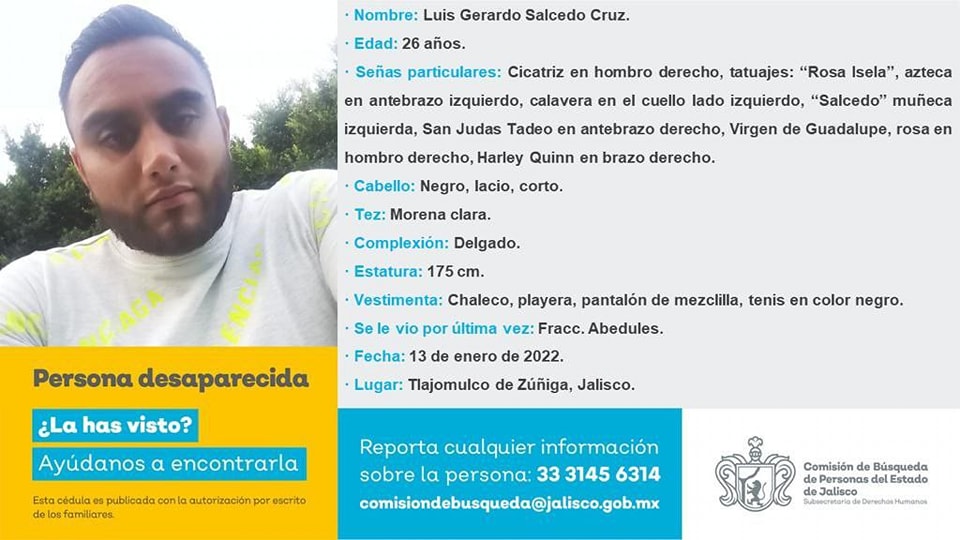 · Nombre: Luis Gerardo Salcedo Cruz.
· Edad: 26 años.
· Señas particulares: Cicatriz en hombro derecho, tatuajes: “Rosa Isela”, azteca
en antebrazo izquierdo, calavera en el cuello lado izquierdo, “Salcedo” muñeca
izquierda, San Judas Tadeo en antebrazo derecho, Virgen de Guadalupe, rosa en
hombro derecho, Harley Quinn en brazo derecho.
· Cabello: Negro, lacio, corto.
· Tez: Morena clara.
· Complexión: Delgado.
· Estatura: 175 cm.
· Vestimenta: Chaleco, playera, pantalón de mezclilla, tenis en color negro.
· Se le vio por última vez: Fracc. Abedules.
· Fecha: 13 de enero de 2022.
· Lugar: Tlajomulco de Zúñiga, Jalisco.
Persona desaparecida
¿La has visto?
Ayúdanos a encontrarla
Esta cédula es publicada con la autorización por escrito
de los familiares.
Reporta cualquier información
sobre la persona: 33 3145 6314
comisiondebusqueda@jalisco.gob.mx
Comisión de Búsqueda
de Personas del Estado
de Jalisco
Subsecretaría de Derechos Humanos